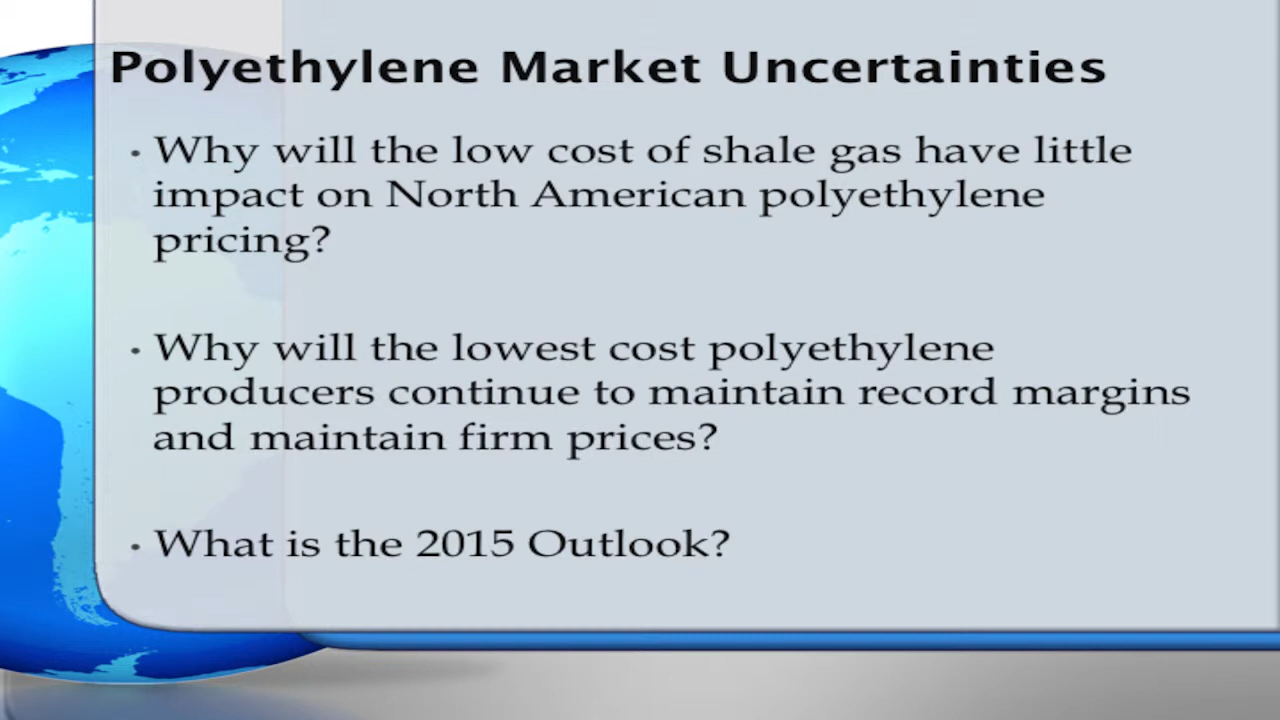 Polyethylene Market Uncertainties
• Why will the low cost of shale gas have little
impact on North American polyethylene
pricing?
• Why will the lowest cost polyethylene
producers continue to maintain record margins
and maintain firm prices?
• What is the 2015 Outlook?